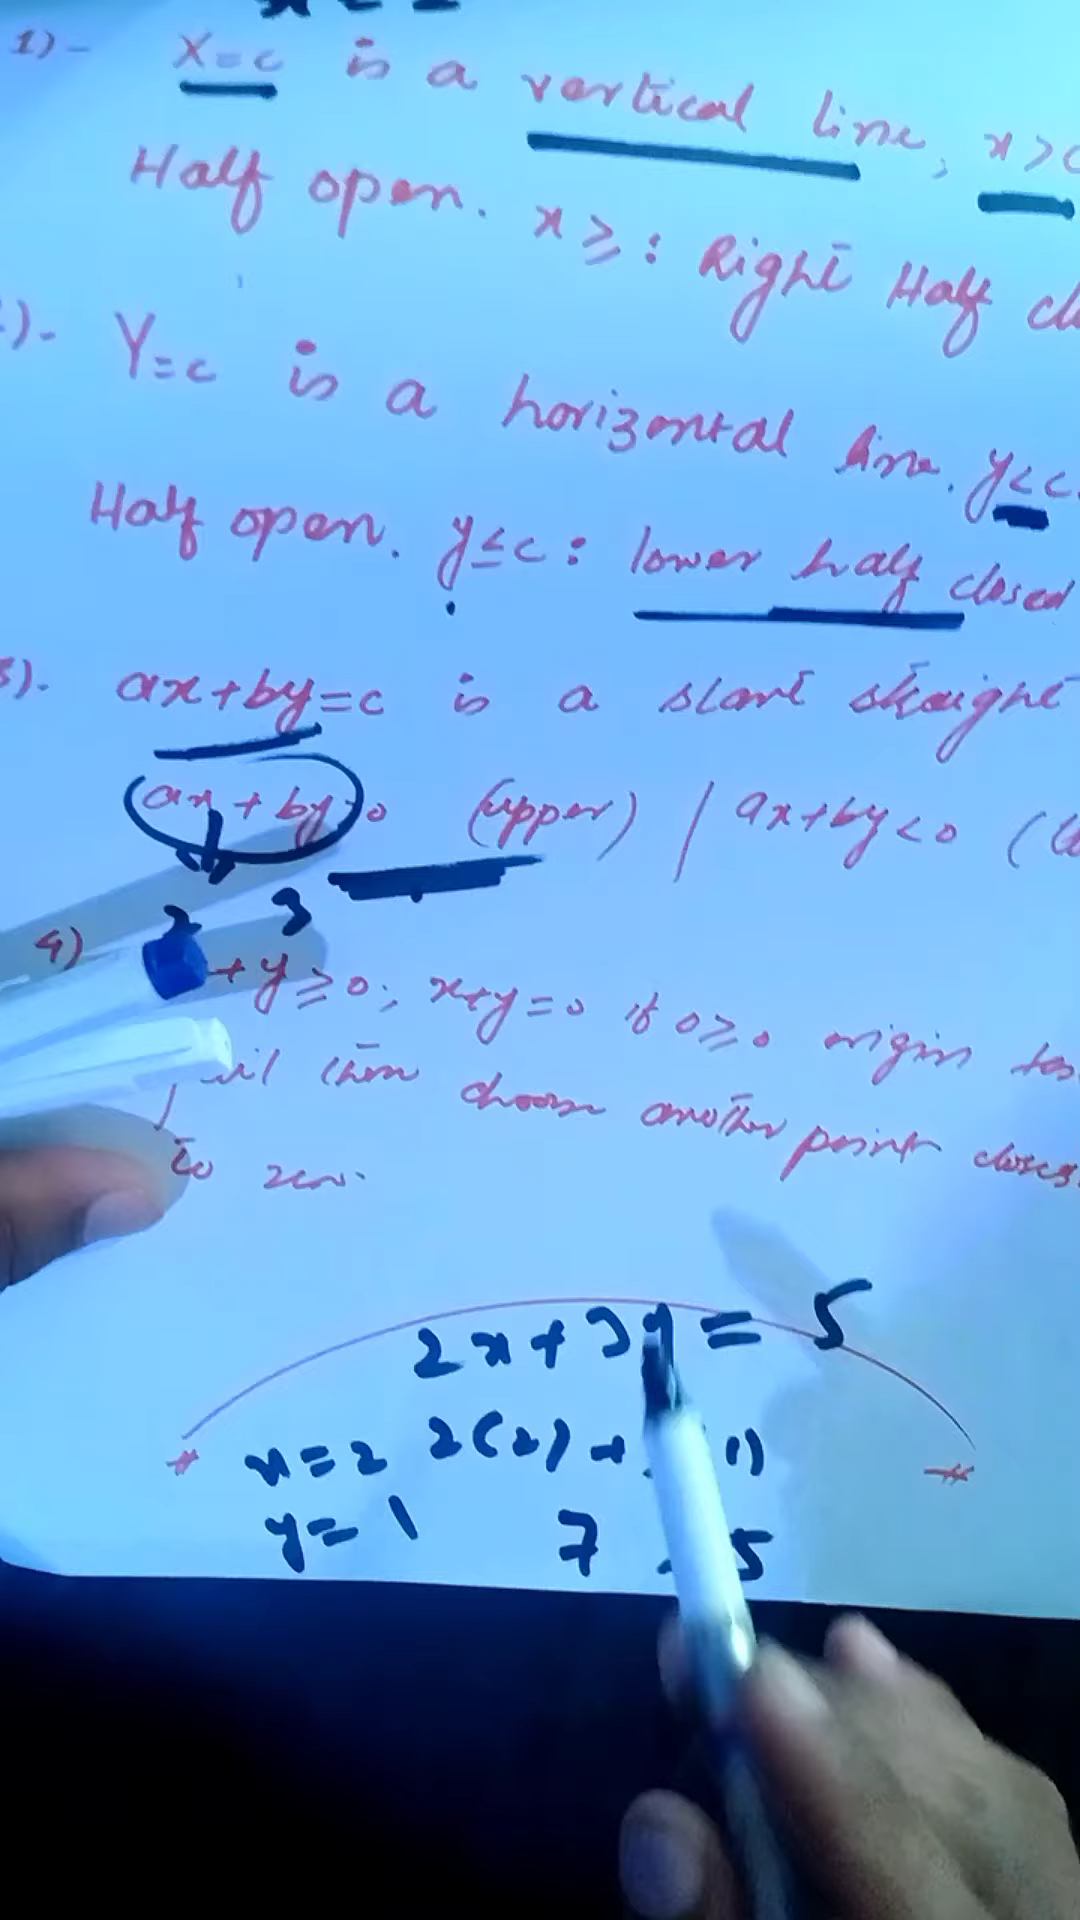 1)- X=c is a vertical line, x>c
Half open. x≥: Right Half
)- Y=c is a horizontal line. y<c
Half open. y≤c: lower half closed
3). ax+by=c is a slant straight
ax+by>0 (upper) | ax+by<0
2 3
4) +y≥0; x+y=0 if 0≥0 origin
then choose another point closes
to zero.
2x+3y=5
x=2 2(2)+ 1)
y=1 7 5